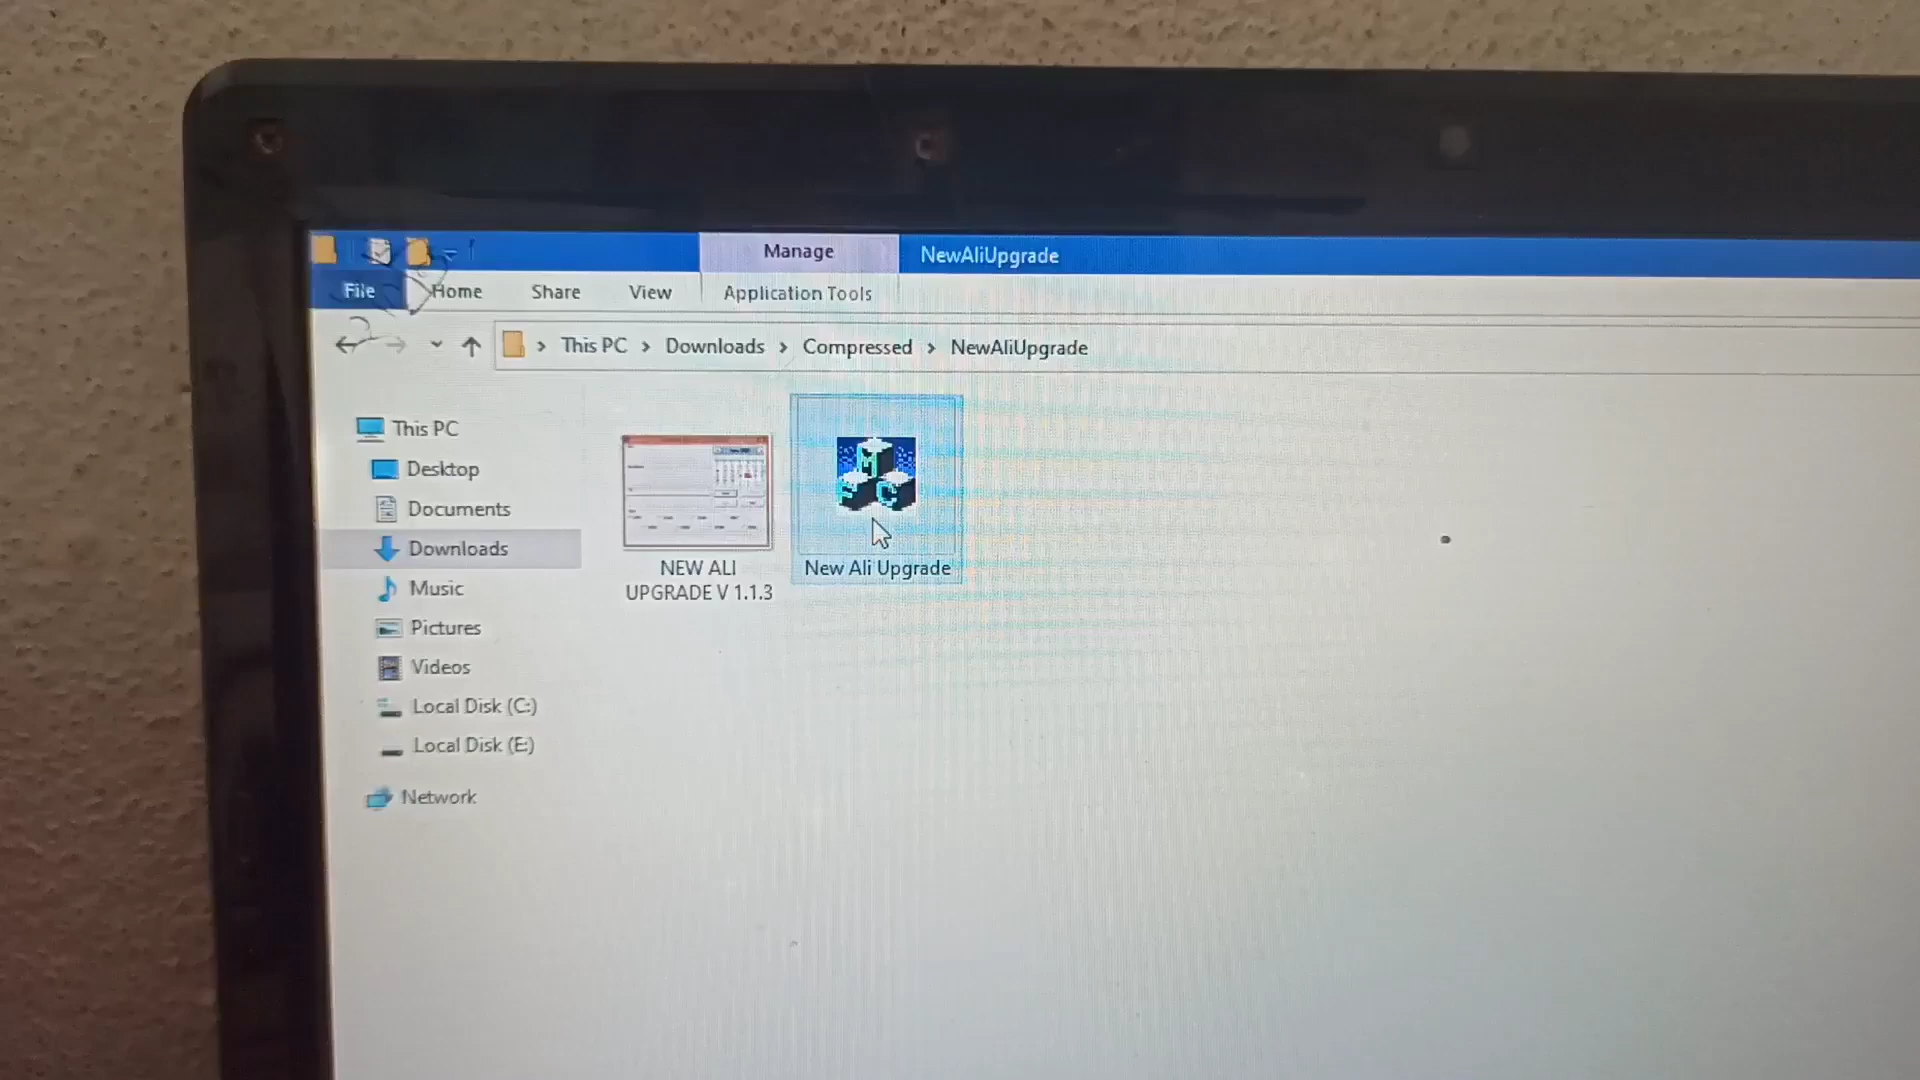 Manage
NewAliUpgrade
File
Home
Share
View
Application Tools
This PC
Downloads
Compressed
NewAliUpgrade
This PC
Desktop
Documents
Downloads
Music
Pictures
Videos
Local Disk (C:)
Local Disk (E:)
Network
NEW ALI
UPGRADE V 1.1.3
M
F C
New Ali Upgrade